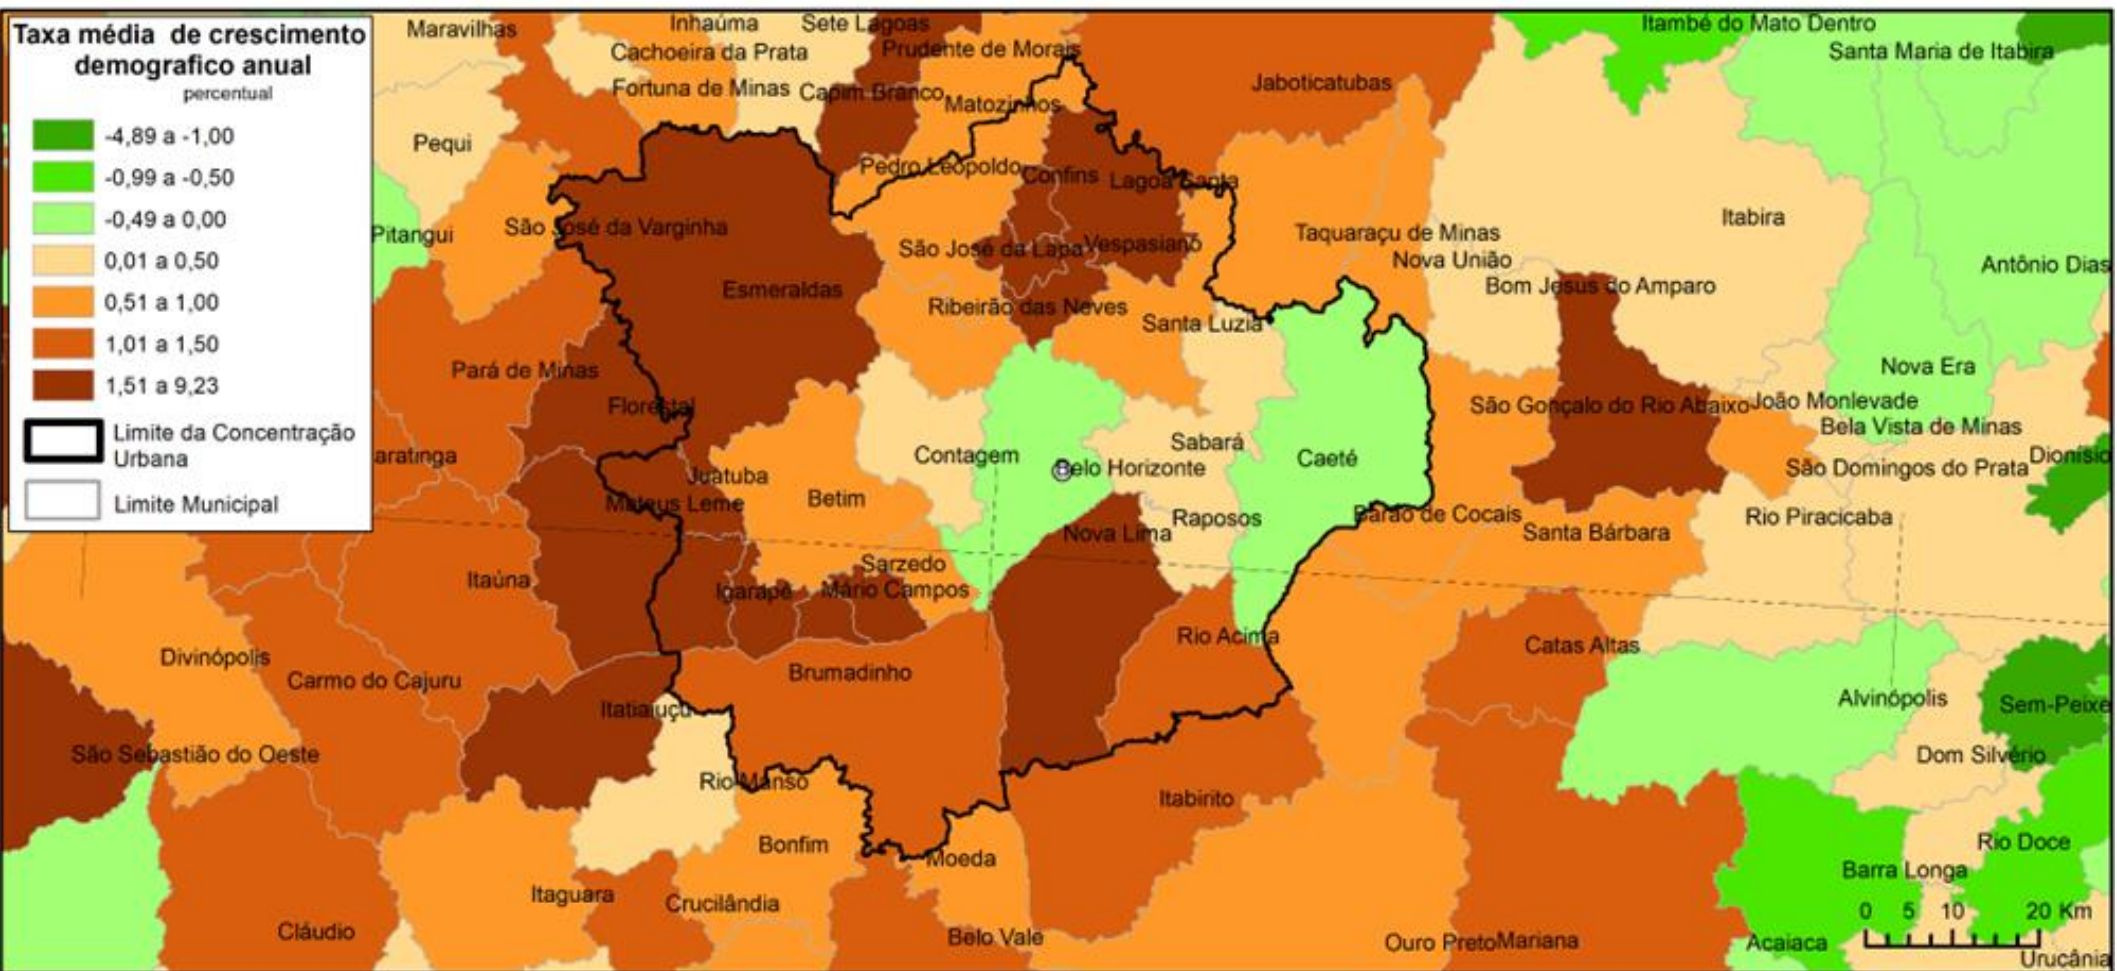 Taxa média de crescimento
demografico anual
percentual
-4,89 a -1,00
-0,99 a -0,50
-0,49 a 0,00
0,01 a 0,50
0,51 a 1,00
1,01 a 1,50
1,51 a 9,23
Limite da Concentração
Urbana
Limite Municipal
Maravilhas
Inhaúma
Sete Lagoas
Itambé do Mato Dentro
Cachoeira da Prata
Prudente de Morais
Santa Maria de Itabira
Fortuna de Minas
Capim Branco
Matozinhos
Jaboticatubas
Pequi
Pedro Leopoldo
Confins
Lagoa Santa
Pitangui
São José da Varginha
São José da Lapa
Vespasiano
Taquaraçu de Minas
Itabira
Nova União
Antônio Dias
Esmeraldas
Bom Jesus do Amparo
Ribeirão das Neves
Santa Luzia
Pará de Minas
Nova Era
Florestal
São Gonçalo do Rio Abaixo
João Monlevade
Bela Vista de Minas
aratinga
Contagem
Sabará
Caeté
Dionísio
Juatuba
Belo Horizonte
São Domingos do Prata
Mateus Leme
Betim
Raposos
Barão de Cocais
Rio Piracicaba
Nova Lima
Santa Bárbara
Sarzedo
Itaúna
Igarapé
Mário Campos
Rio Acima
Catas Altas
Divinópolis
Carmo do Cajuru
Brumadinho
Itatiaiuçu
Alvinópolis
Sem-Peixe
São Sebastião do Oeste
Dom Silvério
Rio Manso
Itabirito
Bonfim
Moeda
Rio Doce
Barra Longa
Itaguara
Crucilândia
Cláudio
Belo Vale
Ouro Preto
Mariana
Acaiaca
0 5 10 20 Km
Urucânia